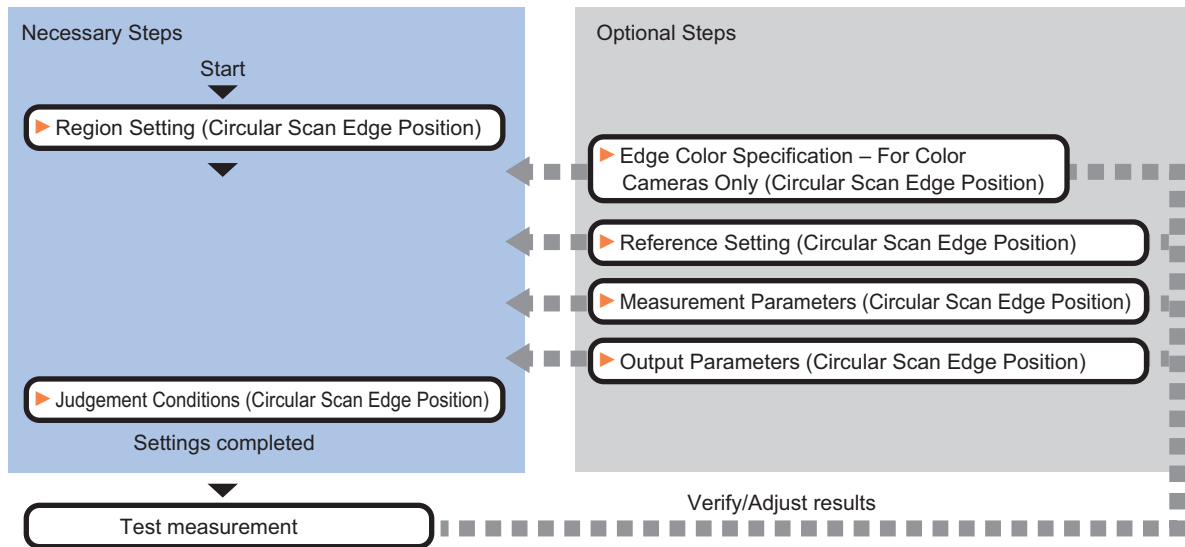 Necessary Steps
Start
Region Setting (Circular Scan Edge Position)
Judgement Conditions (Circular Scan Edge Position)
Settings completed
Test measurement
Optional Steps
Edge Color Specification – For Color
Cameras Only (Circular Scan Edge Position)
Reference Setting (Circular Scan Edge Position)
Measurement Parameters (Circular Scan Edge Position)
Output Parameters (Circular Scan Edge Position)
Verify/Adjust results